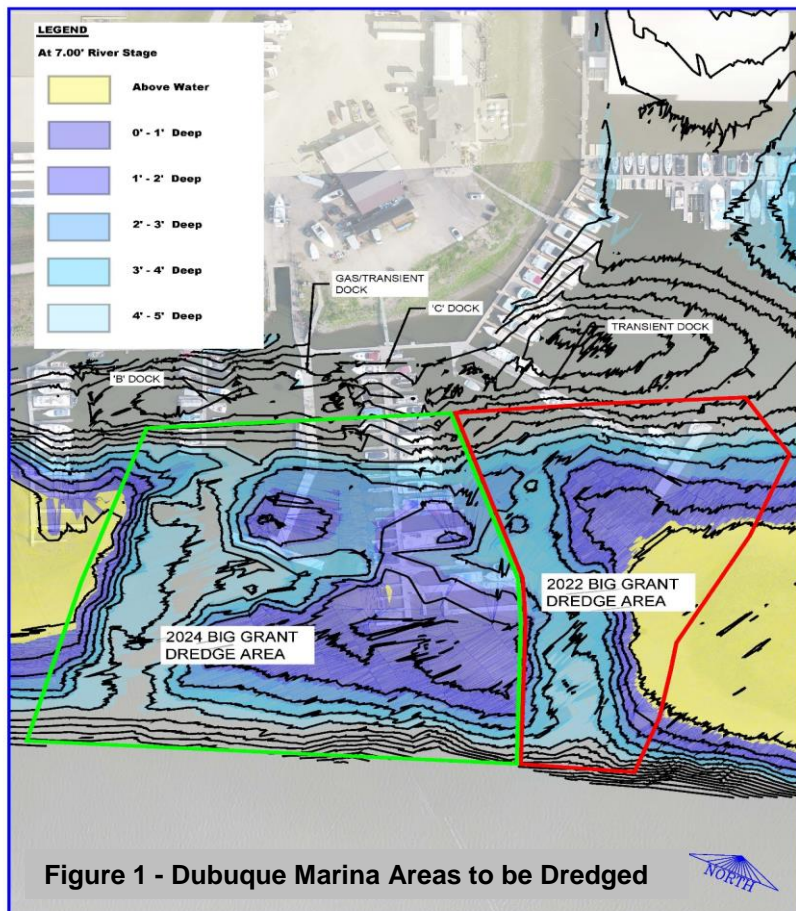 LEGEND
At 7.00' River Stage
Above Water
0' - 1' Deep
1' - 2' Deep
2' - 3' Deep
3' - 4' Deep
4' - 5' Deep
GAS/TRANSIENT
DOCK
'C' DOCK
TRANSIENT DOCK
'B' DOCK
2022 BIG GRANT
DREDGE AREA
2024 BIG GRANT
DREDGE AREA
Figure 1 - Dubuque Marina Areas to be Dredged
NORTH